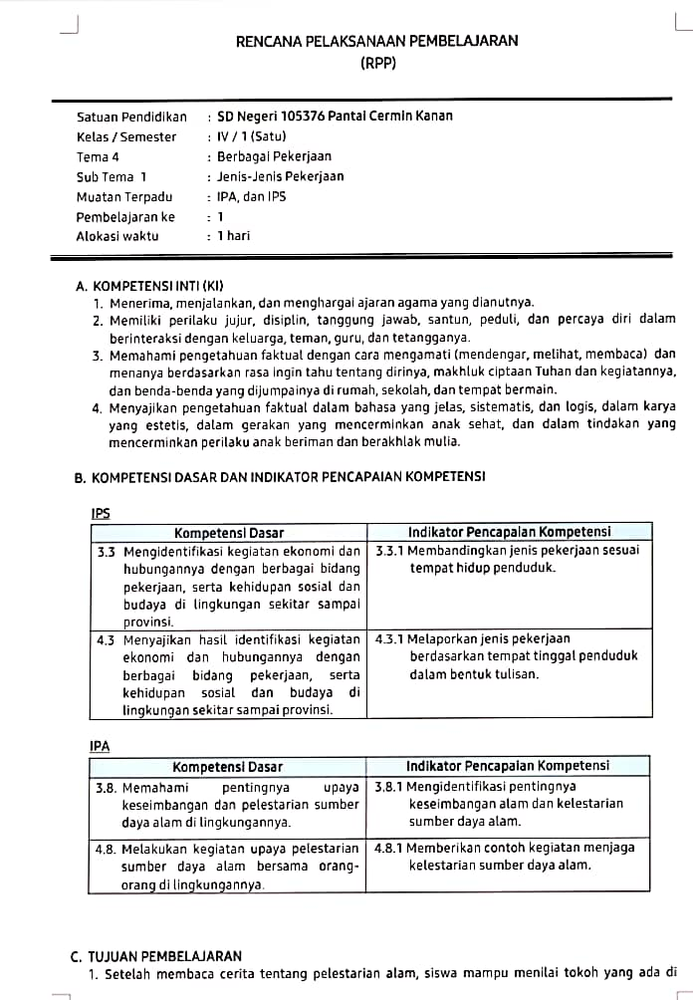 RENCANA PELAKSANAAN PEMBELAJARAN
(RPP)
Satuan Pendidikan : SD Negeri 105376 Pantai Cermin Kanan
Kelas / Semester : IV / 1 (Satu)
Tema 4 : Berbagai Pekerjaan
Sub Tema 1 : Jenis-Jenis Pekerjaan
Muatan Terpadu : IPA, dan IPS
Pembelajaran ke : 1
Alokasi waktu : 1 hari
A. KOMPETENSI INTI (KI)
1. Menerima, menjalankan, dan menghargai ajaran agama yang dianutnya.
2. Memiliki perilaku jujur, disiplin, tanggung jawab, santun, peduli, dan percaya diri dalam
berinteraksi dengan keluarga, teman, guru, dan tetangganya.
3. Memahami pengetahuan faktual dengan cara mengamati (mendengar, melihat, membaca) dan
menanya berdasarkan rasa ingin tahu tentang dirinya, makhluk ciptaan Tuhan dan kegiatannya,
dan benda-benda yang dijumpainya di rumah, sekolah, dan tempat bermain.
4. Menyajikan pengetahuan faktual dalam bahasa yang jelas, sistematis, dan logis, dalam karya
yang estetis, dalam gerakan yang mencerminkan anak sehat, dan dalam tindakan yang
mencerminkan perilaku anak beriman dan berakhlak mulia.
B. KOMPETENSI DASAR DAN INDIKATOR PENCAPAIAN KOMPETENSI
IPS
Kompetensi Dasar
Indikator Pencapaian Kompetensi
3.3 Mengidentifikasi kegiatan ekonomi dan
hubungannya dengan berbagai bidang
pekerjaan, serta kehidupan sosial dan
budaya di lingkungan sekitar sampai
provinsi.
3.3.1 Membandingkan jenis pekerjaan sesuai
tempat hidup penduduk.
4.3 Menyajikan hasil identifikasi kegiatan
ekonomi dan hubungannya dengan
berbagai bidang pekerjaan, serta
kehidupan sosial dan budaya di
lingkungan sekitar sampai provinsi.
4.3.1 Melaporkan jenis pekerjaan
berdasarkan tempat tinggal penduduk
dalam bentuk tulisan.
IPA
Kompetensi Dasar
Indikator Pencapaian Kompetensi
3.8. Memahami pentingnya upaya
keseimbangan dan pelestarian sumber
daya alam di lingkungannya.
3.8.1 Mengidentifikasi pentingnya
keseimbangan alam dan kelestarian
sumber daya alam.
4.8. Melakukan kegiatan upaya pelestarian
sumber daya alam bersama orang-
orang di lingkungannya.
4.8.1 Memberikan contoh kegiatan menjaga
kelestarian sumber daya alam.
C. TUJUAN PEMBELAJARAN
1. Setelah membaca cerita tentang pelestarian alam, siswa mampu menilai tokoh yang ada di